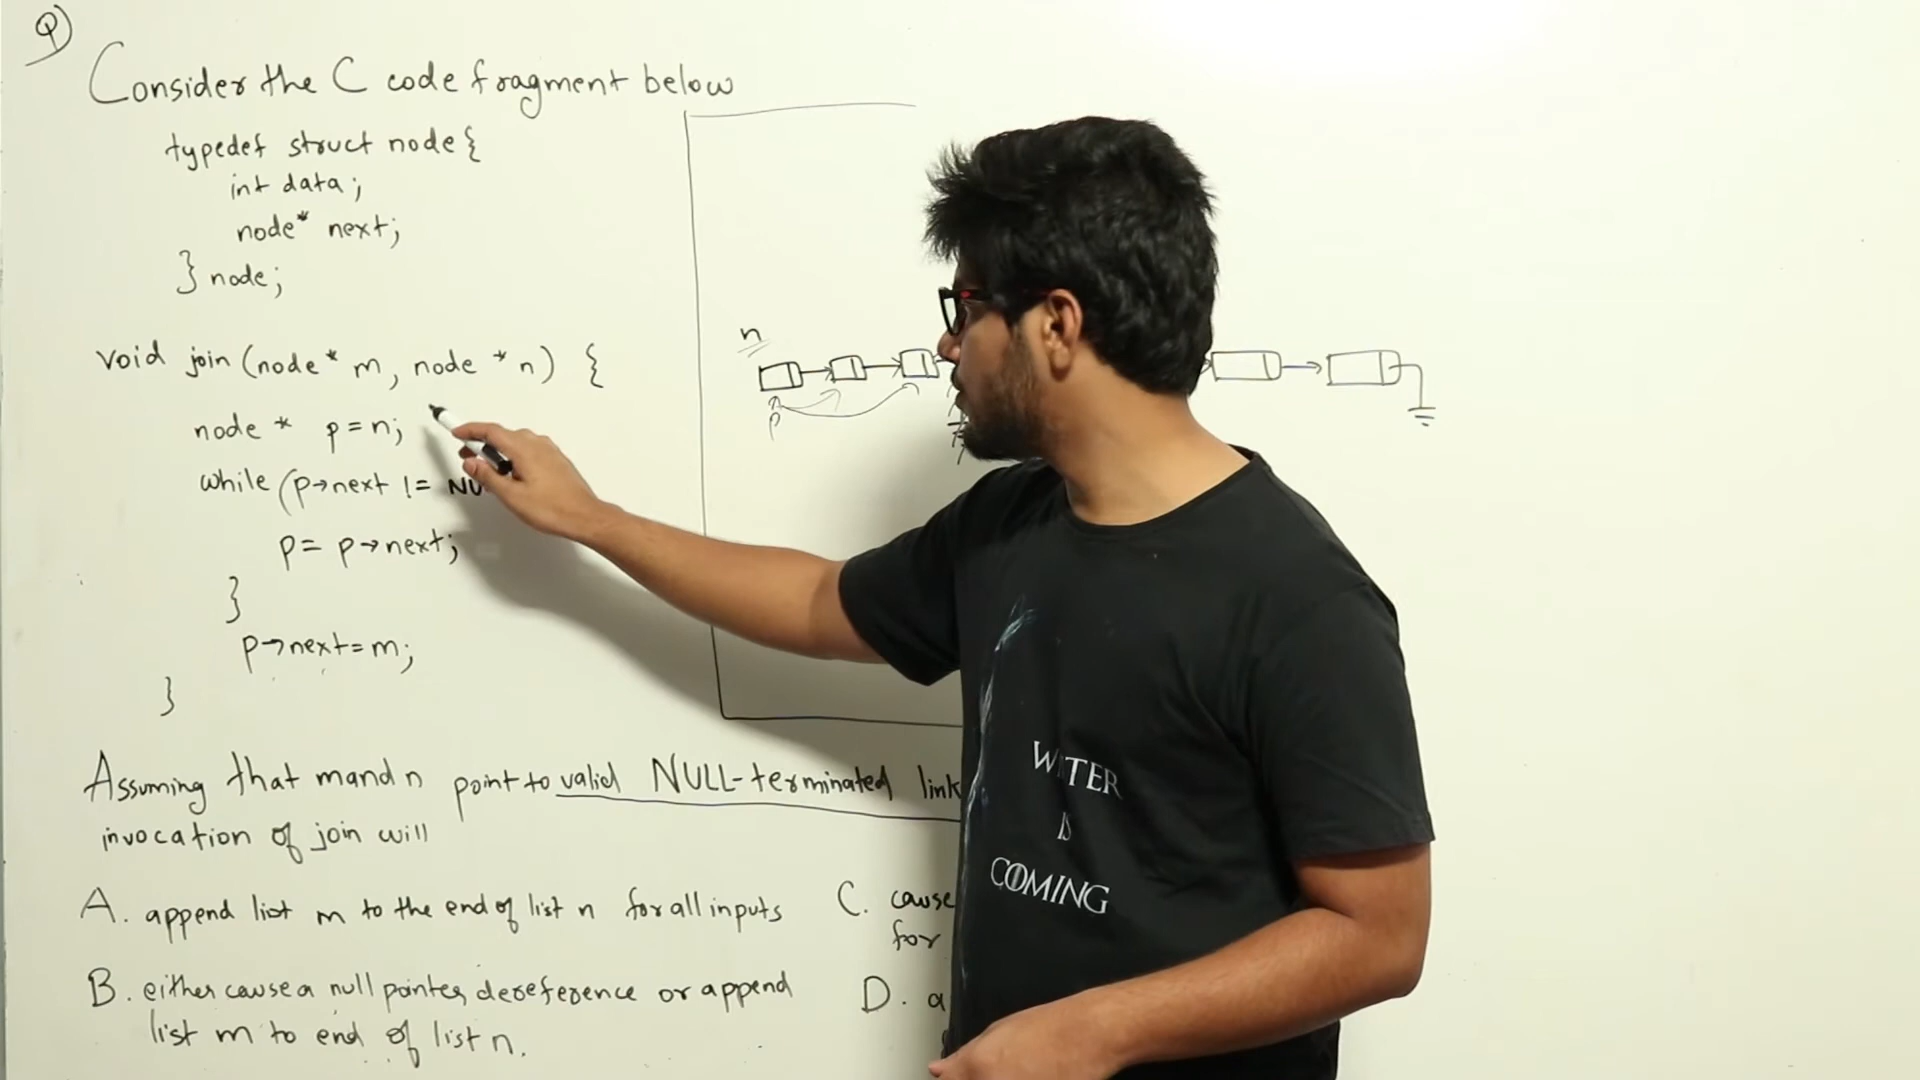 Q)
Consider the C code fragment below
typedef struct node {
int data;
node* next;
} node;
void join (node* m, node *n) {
node * p = n;
while (p→next != NU
p = p→next;
}
p→next = m;
}
Assuming that m and n point to valid NULL-terminated link
invocation of join will
A. append list m to the end of list n for all inputs
B. either cause a null pointer dereference or append
list m to end of list n.
C. cause
for
D. a
n
p
WINTER
IS
COMING